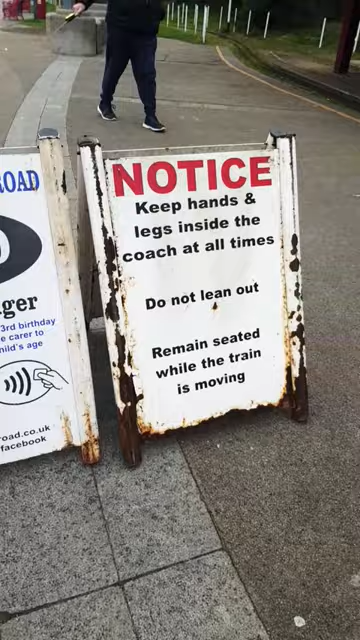 ROAD
ger
3rd birthday
e carer to
hild's age
road.co.uk
facebook
NOTICE
Keep hands &
legs inside the
coach at all times
Do not lean out
Remain seated
while the train
is moving